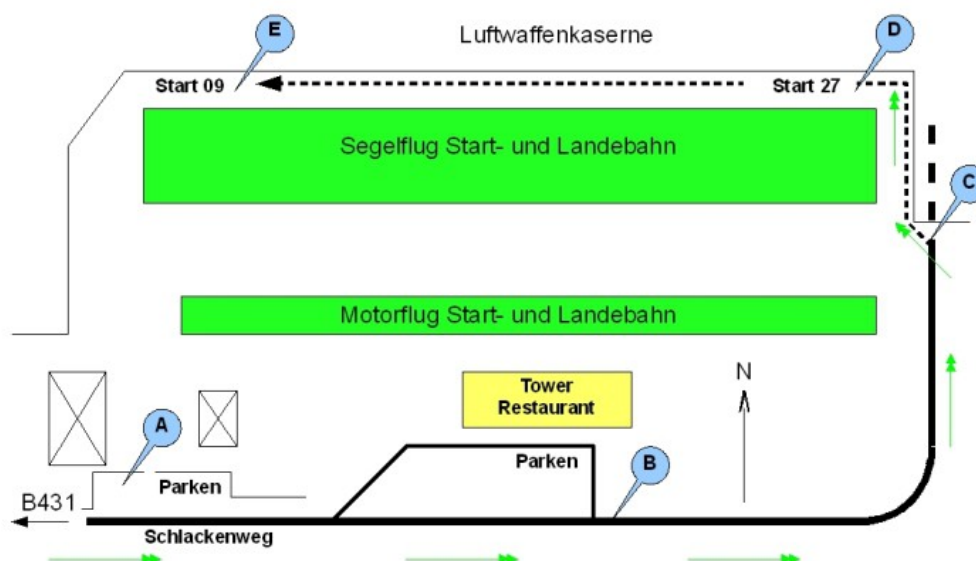 E
Luftwaffenkaserne
D
Start 09
Start 27
Segelflug Start- und Landebahn
C
Motorflug Start- und Landebahn
N
Tower
Restaurant
A
Parken
B
Parken
B431
Schlackenweg